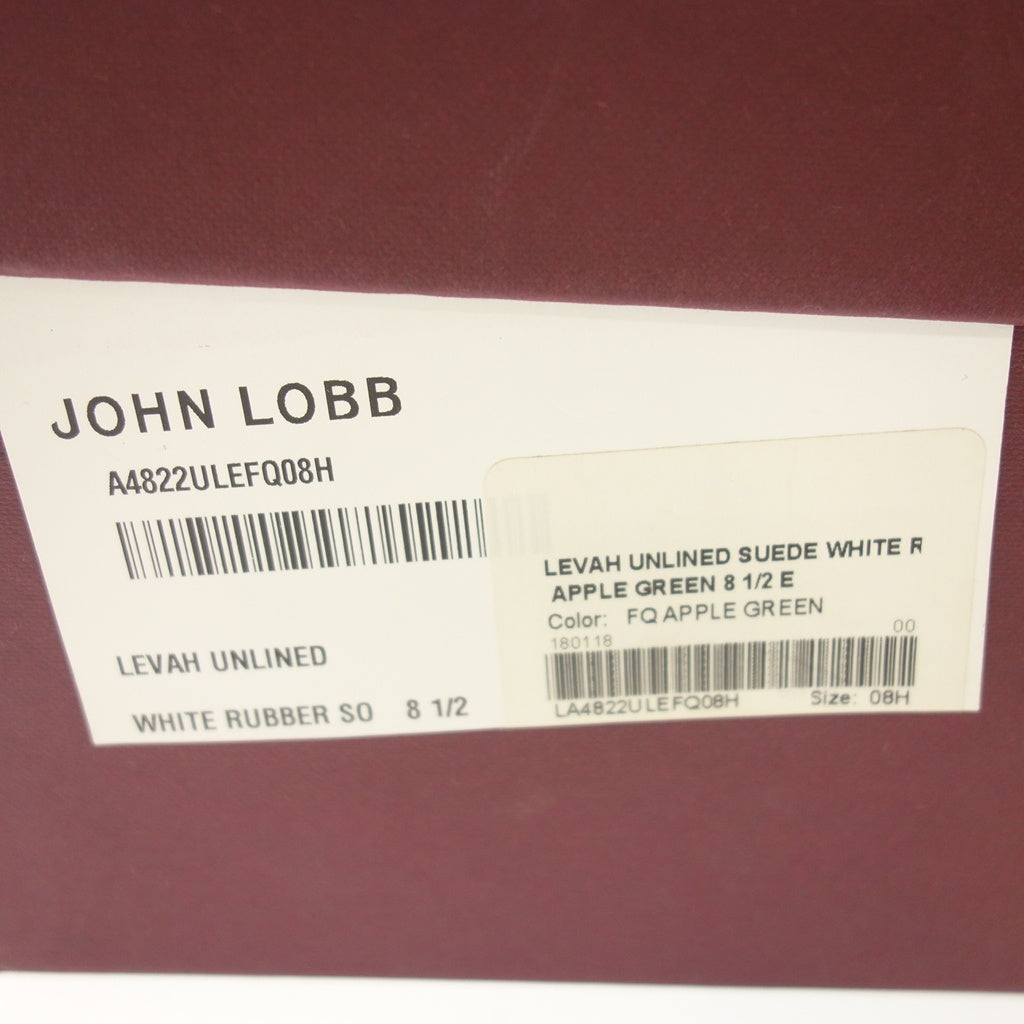 JOHN LOBB
A4822ULEFQ08H
LEVAH UNLINED
WHITE RUBBER SO 8 1/2
LEVAH UNLINED SUEDE WHITE R
APPLE GREEN 8 1/2 E
Color: FQ APPLE GREEN
180118 00
LA4822ULEFQ08H Size: 08H